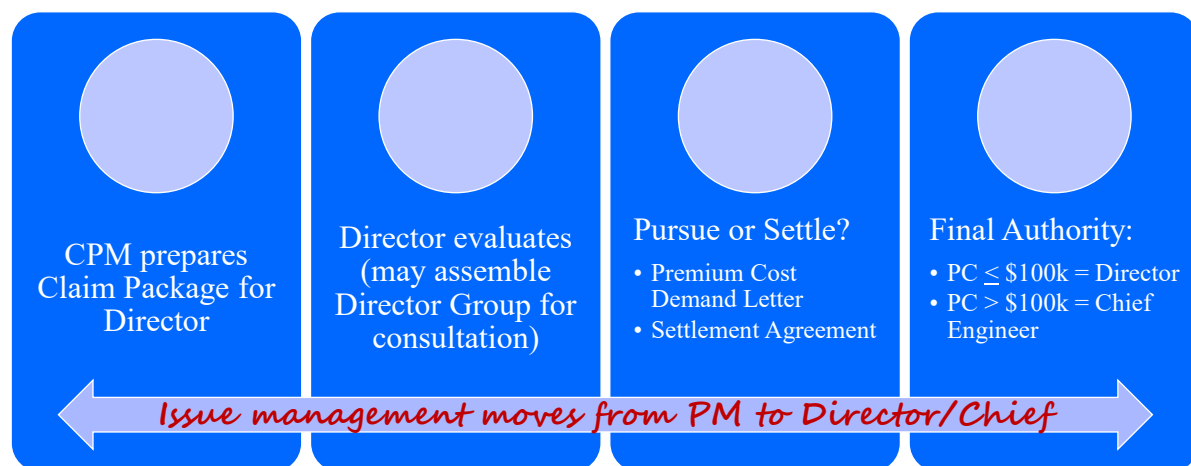 CPM prepares
Claim Package for
Director
Director evaluates
(may assemble
Director Group for
consultation)
Pursue or Settle?
• Premium Cost
Demand Letter
• Settlement Agreement
Final Authority:
• PC ≤ $100k = Director
• PC > $100k = Chief
Engineer
Issue management moves from PM to Director/Chief